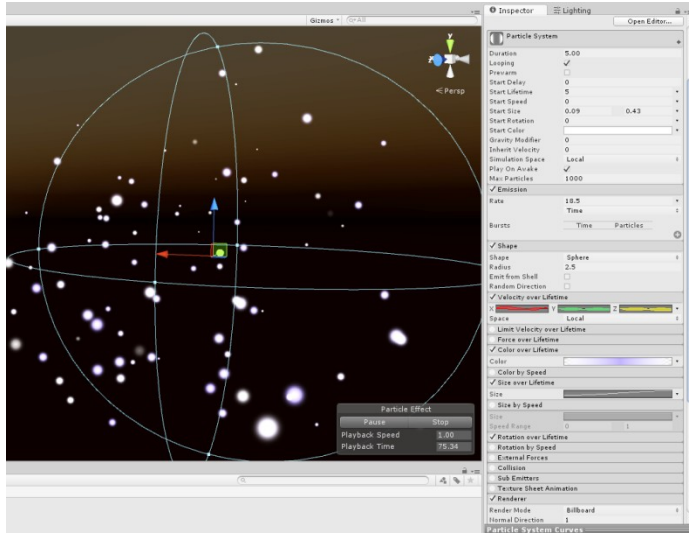 Inspector Lighting
Gizmos All
Open Editor...
Particle System
Duration 5.00
Looping
Prewarm
Start Delay 0
Start Lifetime 5
Start Speed 0
Start Size 0.09 0.43
Start Rotation 0
Start Color
Gravity Modifier 0
Inherit Velocity 0
Simulation Space Local
Play On Awake
Max Particles 1000
Emission
Rate 18.5
Time
Bursts Time Particles
Shape
Shape Sphere
Radius 2.5
Emit from Shell
Random Direction
Velocity over Lifetime
X Y Z
Space Local
Limit Velocity over Lifetime
Force over Lifetime
Color over Lifetime
Color
Color by Speed
Size over Lifetime
Size
Size by Speed
Size
Speed Range 0 1
Rotation over Lifetime
Rotation by Speed
External Forces
Collision
Sub Emitters
Texture Sheet Animation
Renderer
Render Mode Billboard
Normal Direction 1
Particle System Curves
y
z
Persp
Particle Effect
Pause Stop
Playback Speed 1.00
Playback Time 75.34